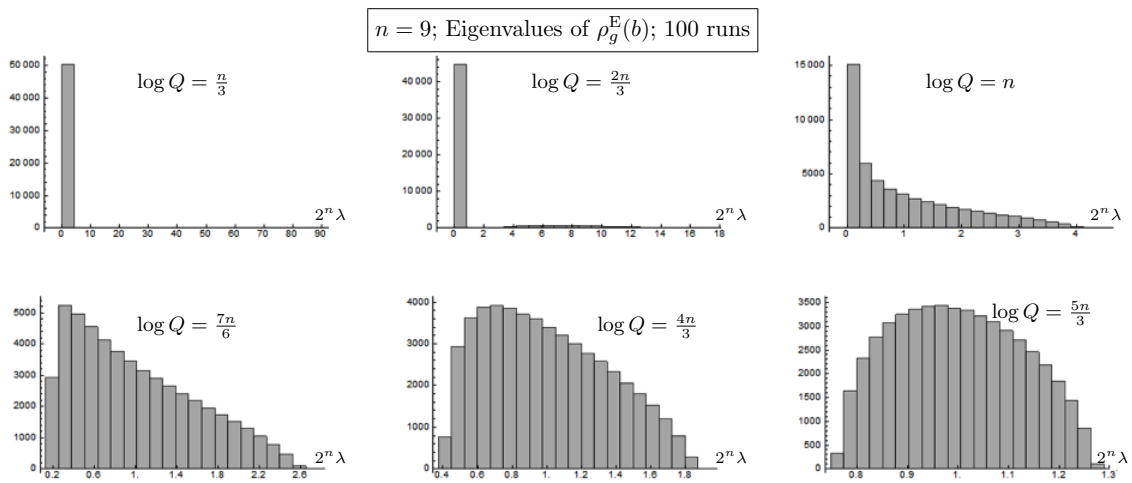 n = 9; Eigenvalues of ρ_g^E(b); 100 runs
log Q = n/3
50 000
40 000
30 000
20 000
10 000
0
0 10 20 30 40 50 60 70 80 90
2^n λ
log Q = 2n/3
40 000
30 000
20 000
10 000
0
0 2 4 6 8 10 12 14 16 18
2^n λ
log Q = n
15 000
10 000
5000
0
0 1 2 3 4
2^n λ
log Q = 7n/6
5000
4000
3000
2000
1000
0
0.2 0.6 1. 1.4 1.8 2.2 2.6
2^n λ
log Q = 4n/3
4000
3000
2000
1000
0
0.4 0.6 0.8 1. 1.2 1.4 1.6 1.8
2^n λ
log Q = 5n/3
3500
3000
2500
2000
1500
1000
500
0
0.8 0.9 1. 1.1 1.2 1.3
2^n λ